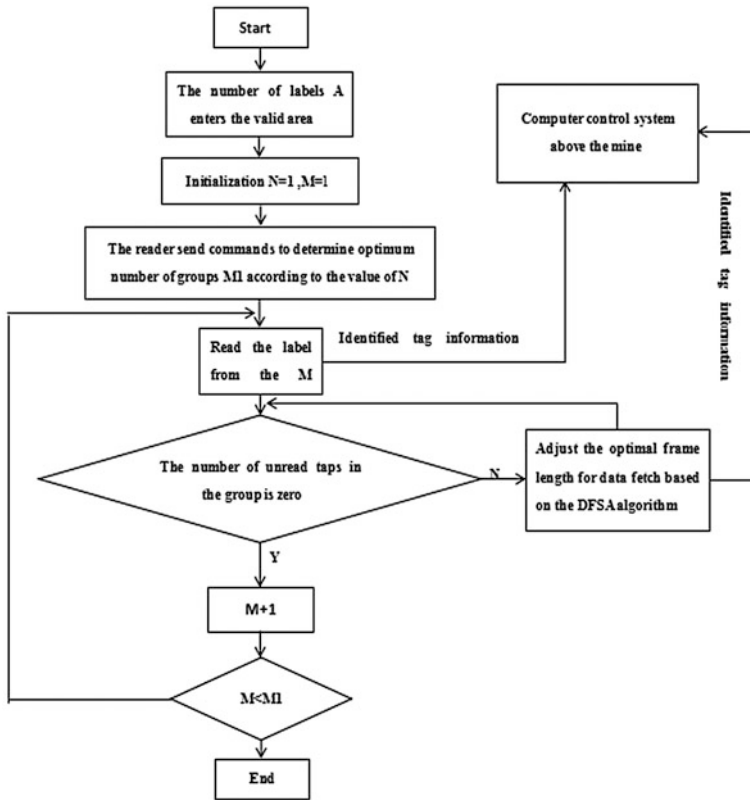 Start
The number of labels A
enters the valid area
Computer control system
above the mine
Initialization N=1 ,M=1
The reader send commands to determine optimum
number of groups M1 according to the value of N
Identified tag information
Read the label
from the M
Identified tag information
The number of unread taps in
the group is zero
N
Adjust the optimal frame
length for data fetch based
on the DFSA algorithm
Y
M+1
M<M1
End